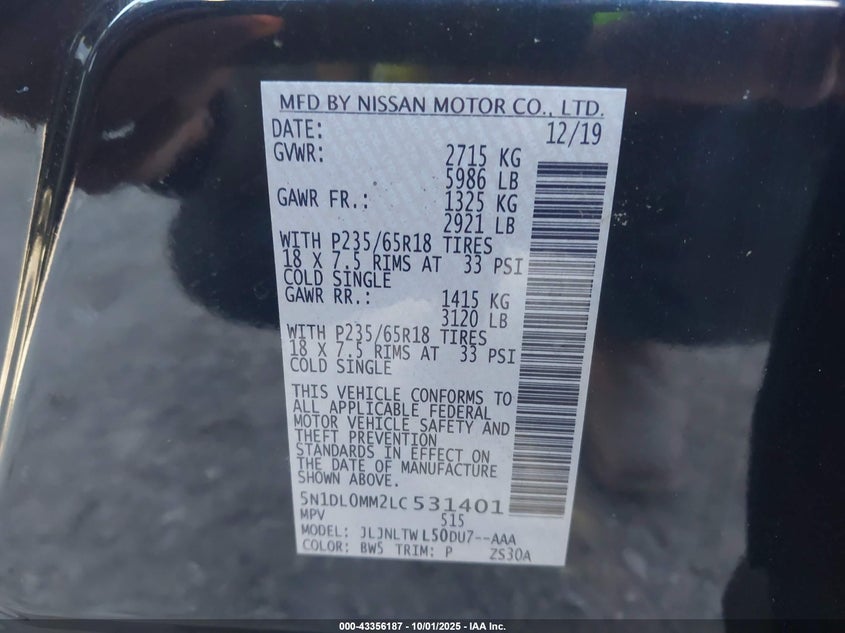 MFD BY NISSAN MOTOR CO., LTD.
DATE: 12/19
GVWR: 2715 KG
5986 LB
GAWR FR.: 1325 KG
2921 LB
WITH P235/65R18 TIRES
18 X 7.5 RIMS AT 33 PSI
COLD SINGLE
GAWR RR.: 1415 KG
3120 LB
WITH P235/65R18 TIRES
18 X 7.5 RIMS AT 33 PSI
COLD SINGLE
THIS VEHICLE CONFORMS TO
ALL APPLICABLE FEDERAL
MOTOR VEHICLE SAFETY AND
THEFT PREVENTION
STANDARDS IN EFFECT ON
THE DATE OF MANUFACTURE
SHOWN ABOVE.
5N1DL0MM2LC531401
MPV 515
MODEL: JLJNLTWL50DU7--AAA
COLOR: BW5 TRIM: P ZS30A
000-43356187 - 10/01/2025 - IAA Inc.